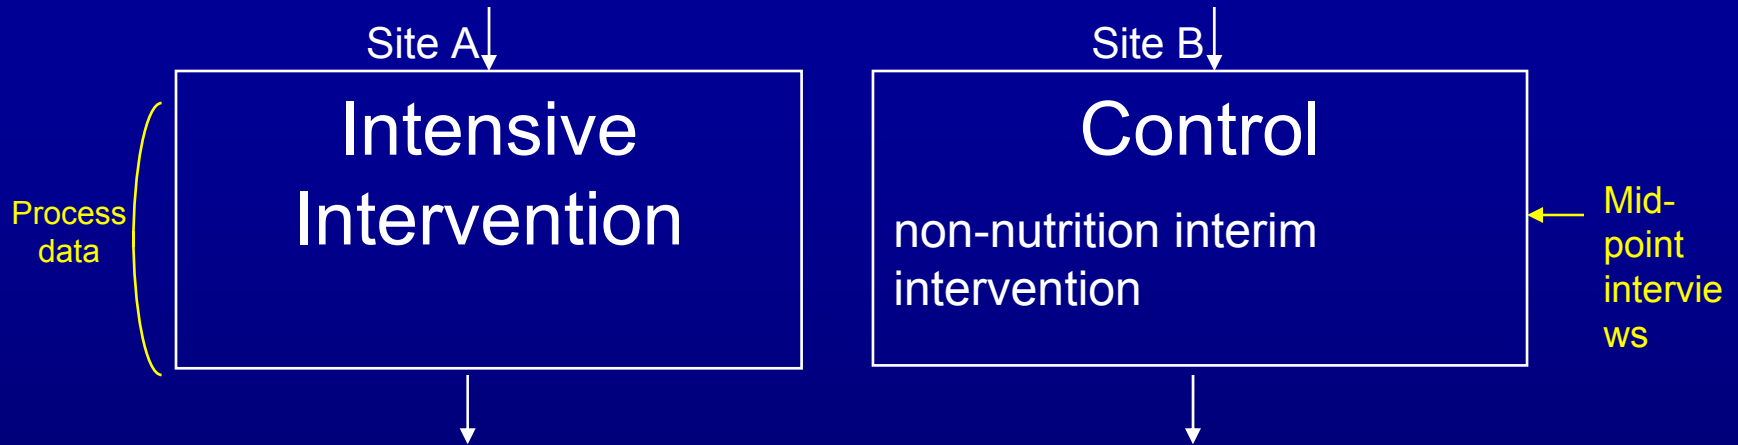 Site A
Site B
Intensive
Intervention
Control
non-nutrition interim
intervention
Process
data
Mid-
point
intervie
ws